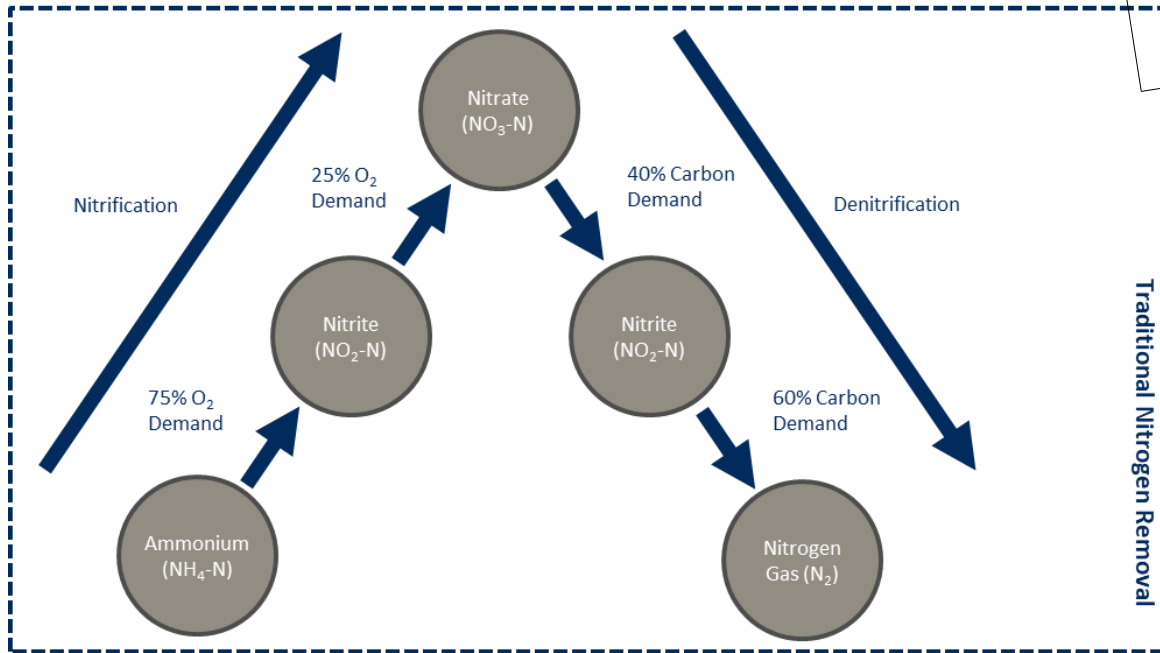 Nitrate
(NO₃-N)
25% O₂
Demand
40% Carbon
Demand
Nitrification
Denitrification
Nitrite
(NO₂-N)
Nitrite
(NO₂-N)
75% O₂
Demand
60% Carbon
Demand
Ammonium
(NH₄-N)
Nitrogen
Gas (N₂)
Traditional Nitrogen Removal